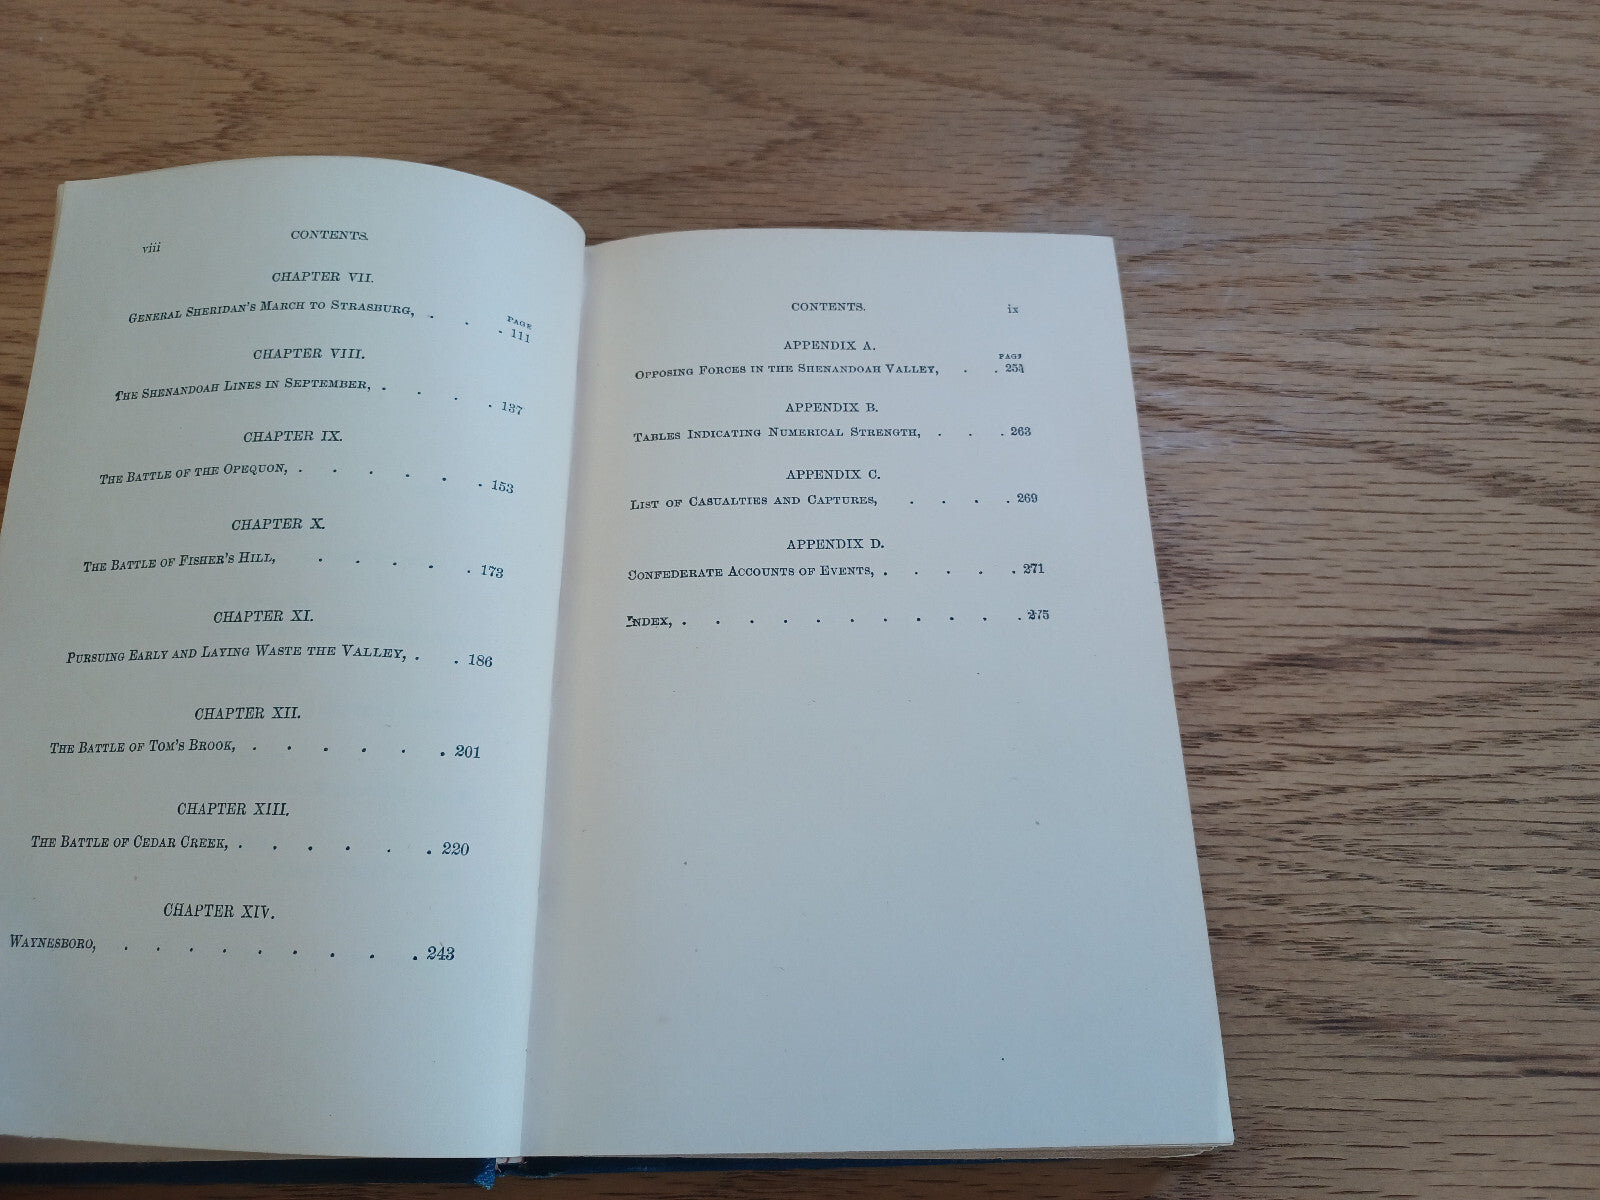 viii
CONTENTS.
CHAPTER VII.
PAGE
GENERAL SHERIDAN'S MARCH TO STRASBURG, . . . 111
CHAPTER VIII.
THE SHENANDOAH LINES IN SEPTEMBER, . . . . 137
CHAPTER IX.
THE BATTLE OF THE OPEQUON, . . . . . . 153
CHAPTER X.
THE BATTLE OF FISHER'S HILL, . . . . . 173
CHAPTER XI.
PURSUING EARLY AND LAYING WASTE THE VALLEY, . . 186
CHAPTER XII.
THE BATTLE OF TOM'S BROOK, . . . . . . 201
CHAPTER XIII.
THE BATTLE OF CEDAR CREEK, . . . . . . 220
CHAPTER XIV.
WAYNESBORO, . . . . . . . . . 243
CONTENTS. ix
APPENDIX A.
PAGE
OPPOSING FORCES IN THE SHENANDOAH VALLEY, . .
APPENDIX B.
TABLES INDICATING NUMERICAL STRENGTH, . . . 263
APPENDIX C.
LIST OF CASUALTIES AND CAPTURES, . . . . 269
APPENDIX D.
CONFEDERATE ACCOUNTS OF EVENTS, . . . . . 271
INDEX, . . . . . . . . . . . 275